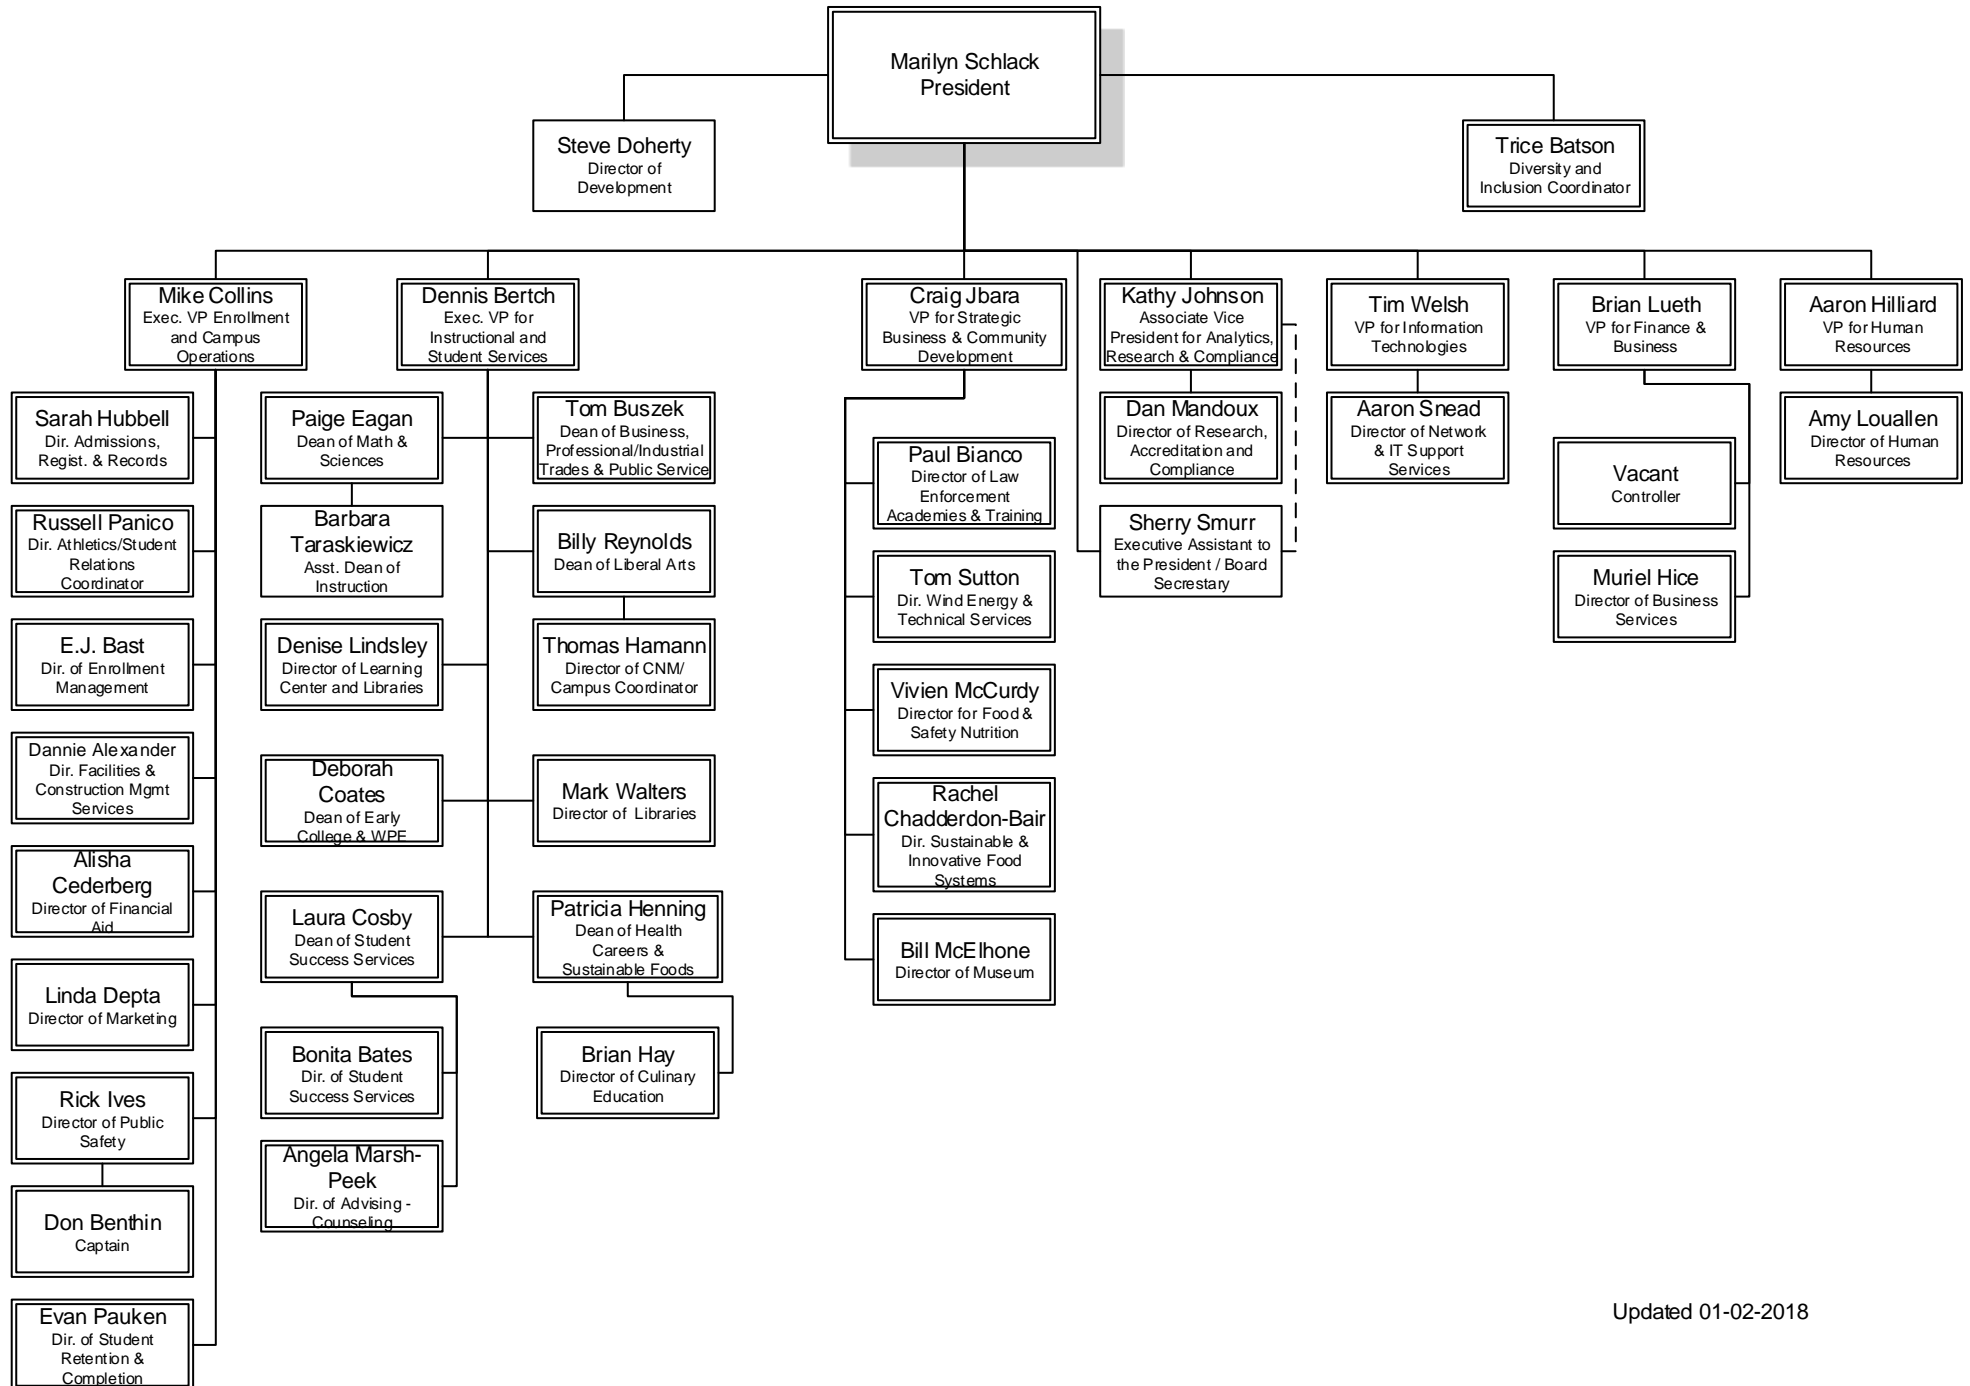 Marilyn Schlack
President
Steve Doherty
Director of
Development
Trice Batson
Diversity and
Inclusion Coordinator
Mike Collins
Exec. VP Enrollment
and Campus
Operations
Dennis Bertch
Exec. VP for
Instructional and
Student Services
Craig Jbara
VP for Strategic
Business & Community
Development
Kathy Johnson
Associate Vice
President for Analytics,
Research & Compliance
Tim Welsh
VP for Information
Technologies
Brian Lueth
VP for Finance &
Business
Aaron Hilliard
VP for Human
Resources
Sarah Hubbell
Dir. Admissions,
Regist. & Records
Russell Panico
Dir. Athletics/Student
Relations
Coordinator
E.J. Bast
Dir. of Enrollment
Management
Dannie Alexander
Dir. Facilities &
Construction Mgmt
Services
Alisha
Cederberg
Director of Financial
Aid
Linda Depta
Director of Marketing
Rick Ives
Director of Public
Safety
Don Benthin
Captain
Evan Pauken
Dir. of Student
Retention &
Completion
Paige Eagan
Dean of Math &
Sciences
Barbara
Taraskiewicz
Asst. Dean of
Instruction
Denise Lindsley
Director of Learning
Center and Libraries
Deborah
Coates
Dean of Early
College & WPE
Laura Cosby
Dean of Student
Success Services
Bonita Bates
Dir. of Student
Success Services
Angela Marsh-
Peek
Dir. of Advising -
Counseling
Tom Buszek
Dean of Business,
Professional/Industrial
Trades & Public Service
Billy Reynolds
Dean of Liberal Arts
Thomas Hamann
Director of CNM/
Campus Coordinator
Mark Walters
Director of Libraries
Patricia Henning
Dean of Health
Careers &
Sustainable Foods
Brian Hay
Director of Culinary
Education
Paul Bianco
Director of Law
Enforcement
Academies & Training
Tom Sutton
Dir. Wind Energy &
Technical Services
Vivien McCurdy
Director for Food &
Safety Nutrition
Rachel
Chadderdon-Bair
Dir. Sustainable &
Innovative Food
Systems
Bill McElhone
Director of Museum
Dan Mandoux
Director of Research,
Accreditation and
Compliance
Sherry Smurr
Executive Assistant to
the President / Board
Secrestary
Aaron Snead
Director of Network
& IT Support
Services
Vacant
Controller
Muriel Hice
Director of Business
Services
Amy Louallen
Director of Human
Resources
Updated 01-02-2018